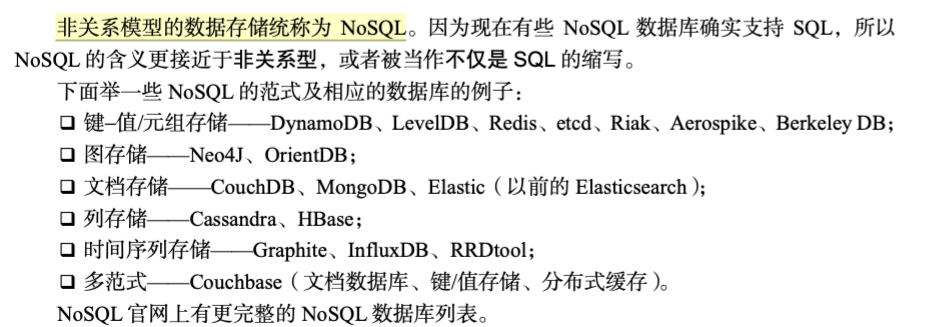 非关系模型的数据存储统称为 NoSQL。因为现在有些 NoSQL 数据库确实支持 SQL，所以
NoSQL 的含义更接近于非关系型，或者被当作不仅是 SQL 的缩写。
下面举一些 NoSQL 的范式及相应的数据库的例子：
❑ 键–值/元组存储——DynamoDB、LevelDB、Redis、etcd、Riak、Aerospike、Berkeley DB；
❑ 图存储——Neo4J、OrientDB；
❑ 文档存储——CouchDB、MongoDB、Elastic（以前的 Elasticsearch）；
❑ 列存储——Cassandra、HBase；
❑ 时间序列存储——Graphite、InfluxDB、RRDtool；
❑ 多范式——Couchbase（文档数据库、键/值存储、分布式缓存）。
NoSQL 官网上有更完整的 NoSQL 数据库列表。